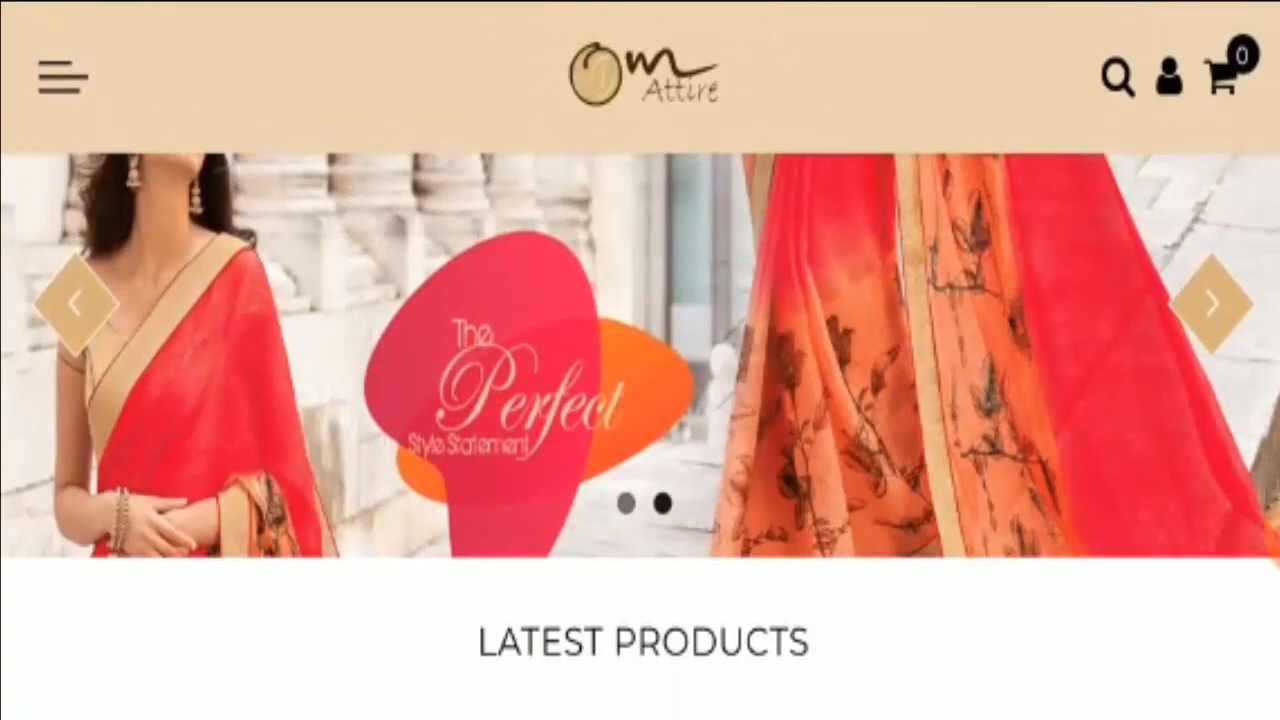 Om
Attire
0
The
Perfect
Style Statement
LATEST PRODUCTS